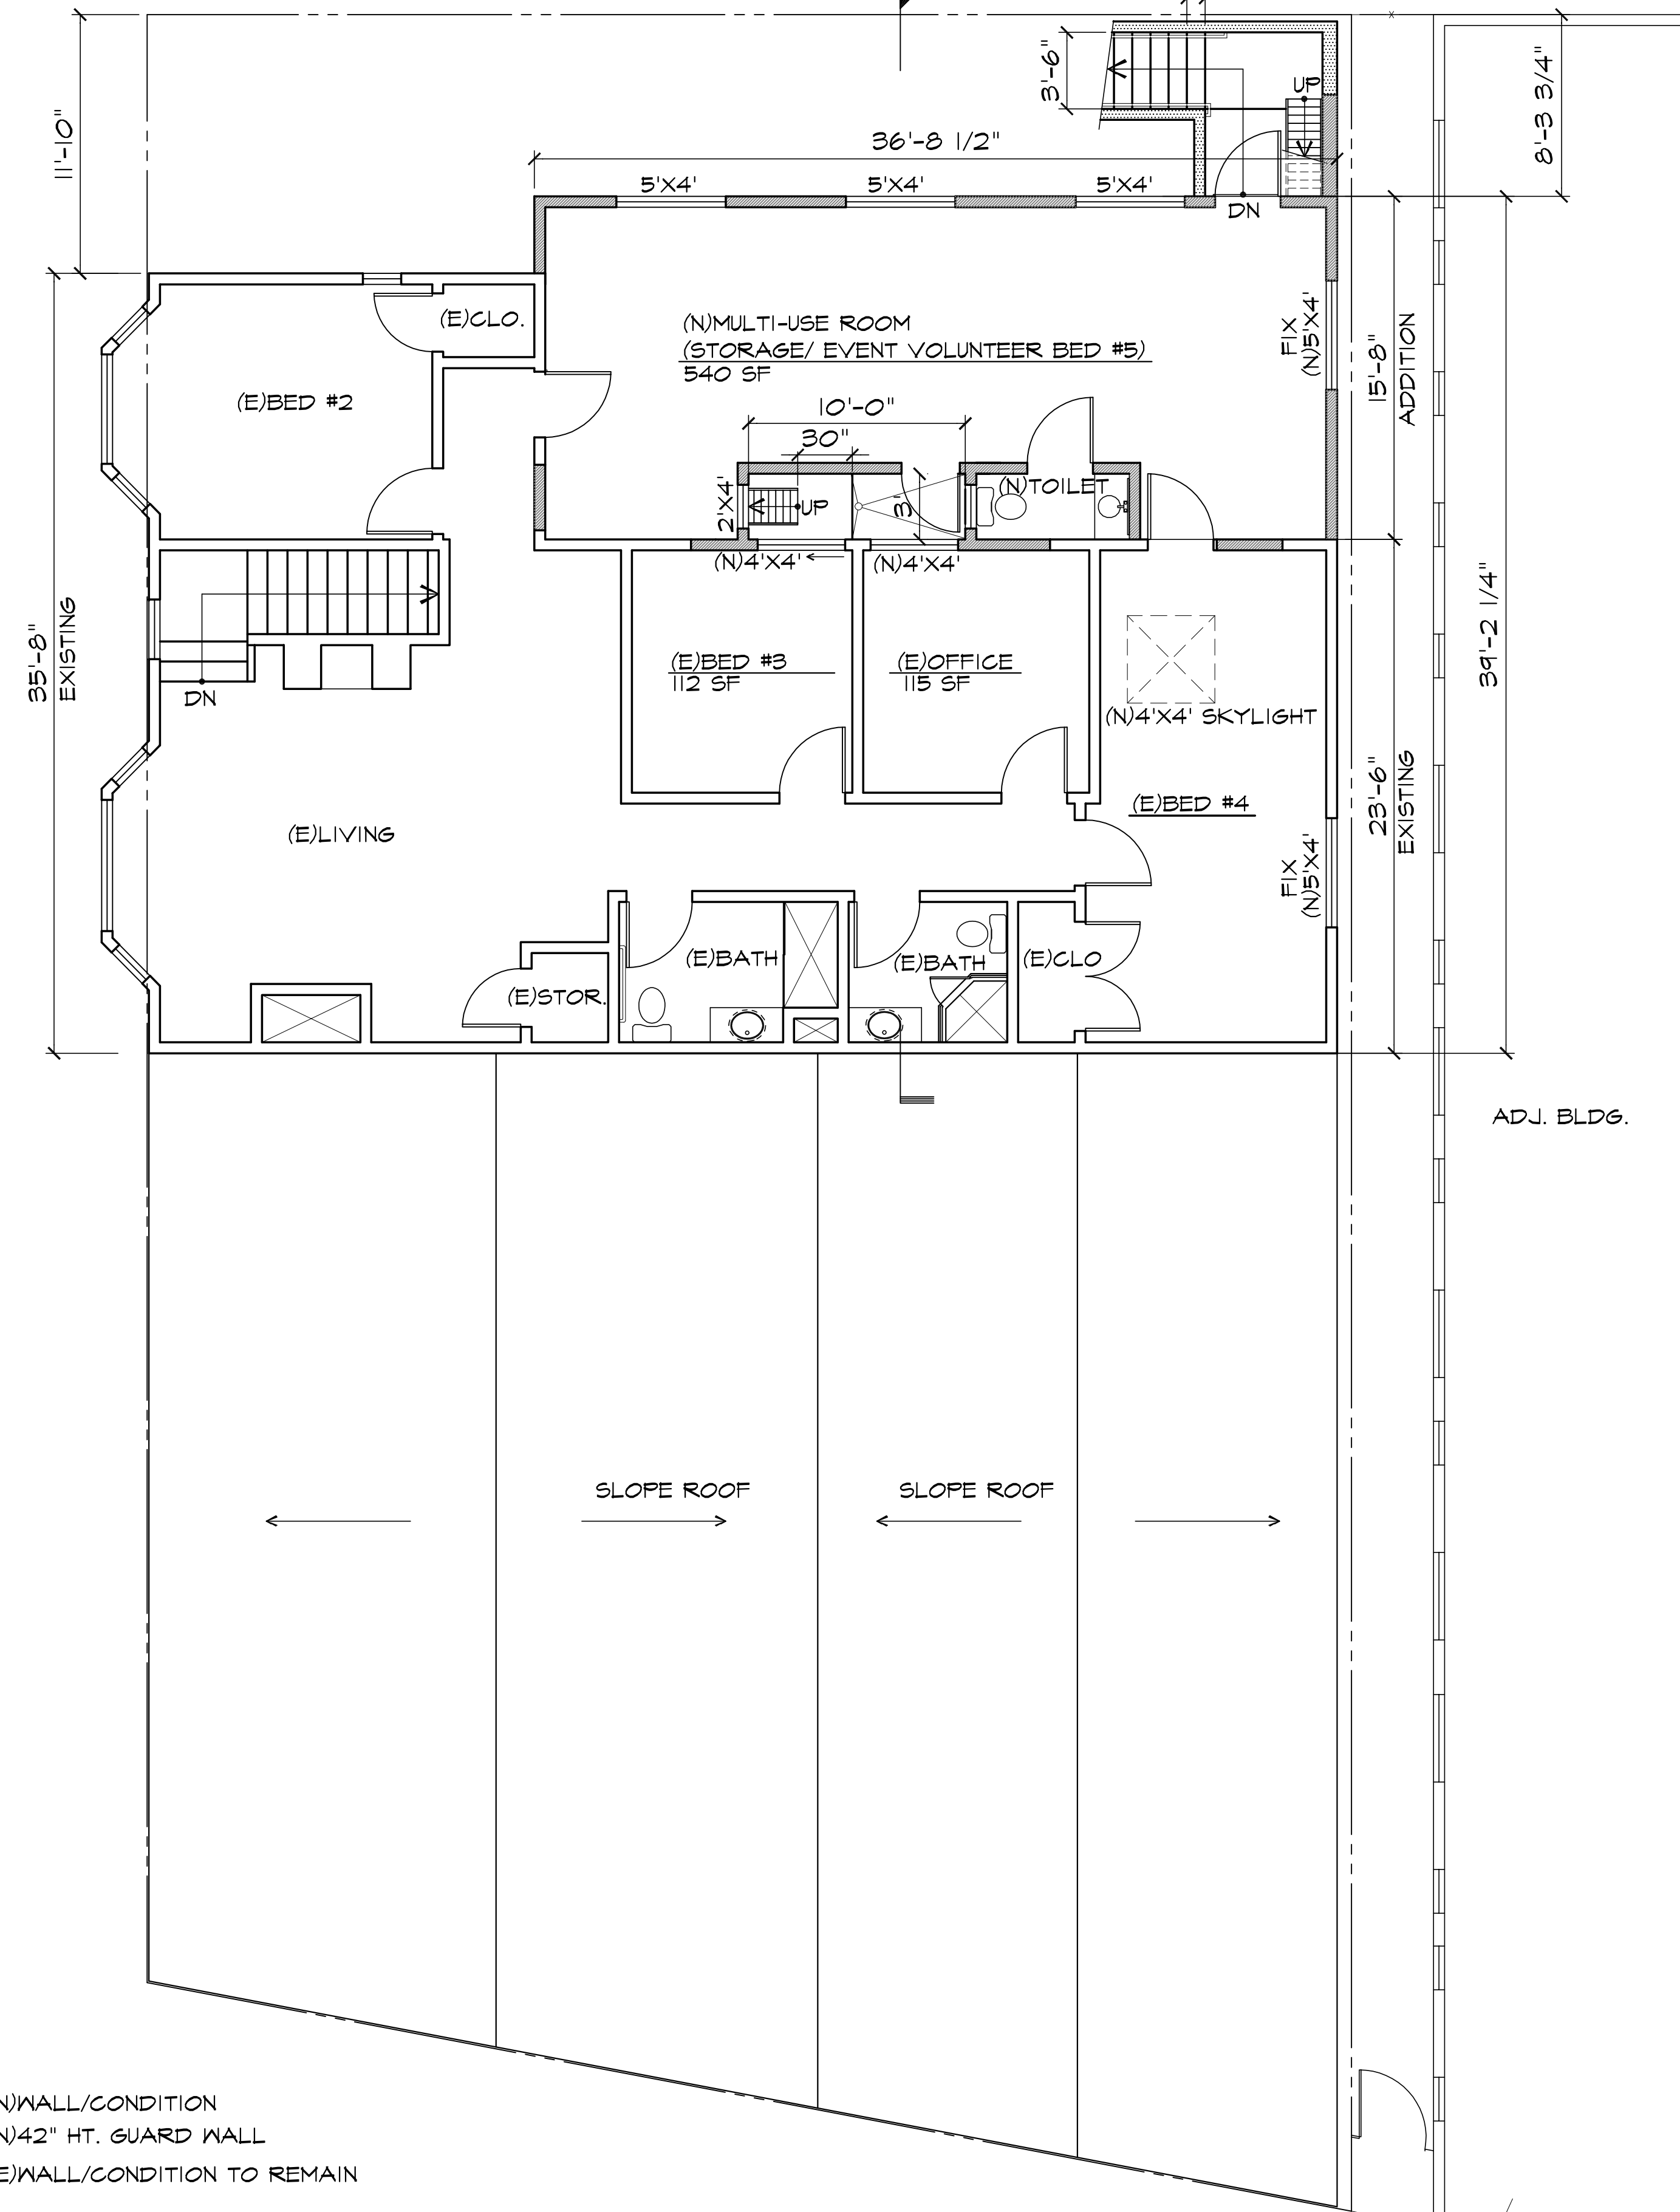 11'-10"
3'-6"
UP
8'-3 3/4"
36'-8 1/2"
5'X4'
5'X4'
5'X4'
DN
(E)CLO.
(N)MULTI-USE ROOM
(STORAGE/ EVENT VOLUNTEER BED #5)
540 SF
FIX
(N)5'X4'
15'-8"
ADDITION
(E)BED #2
10'-0"
30"
2'X4'
UP
3'
(N)TOILET
(N)4'X4'
(N)4'X4'
35'-8"
EXISTING
39'-2 1/4"
DN
(E)BED #3
112 SF
(E)OFFICE
115 SF
(N)4'X4' SKYLIGHT
(E)BED #4
23'-6"
EXISTING
(E)LIVING
FIX
(N)5'X4'
(E)BATH
(E)BATH
(E)CLO
(E)STOR.
ADJ. BLDG.
SLOPE ROOF
SLOPE ROOF
N)WALL/CONDITION
N)42" HT. GUARD WALL
E)WALL/CONDITION TO REMAIN